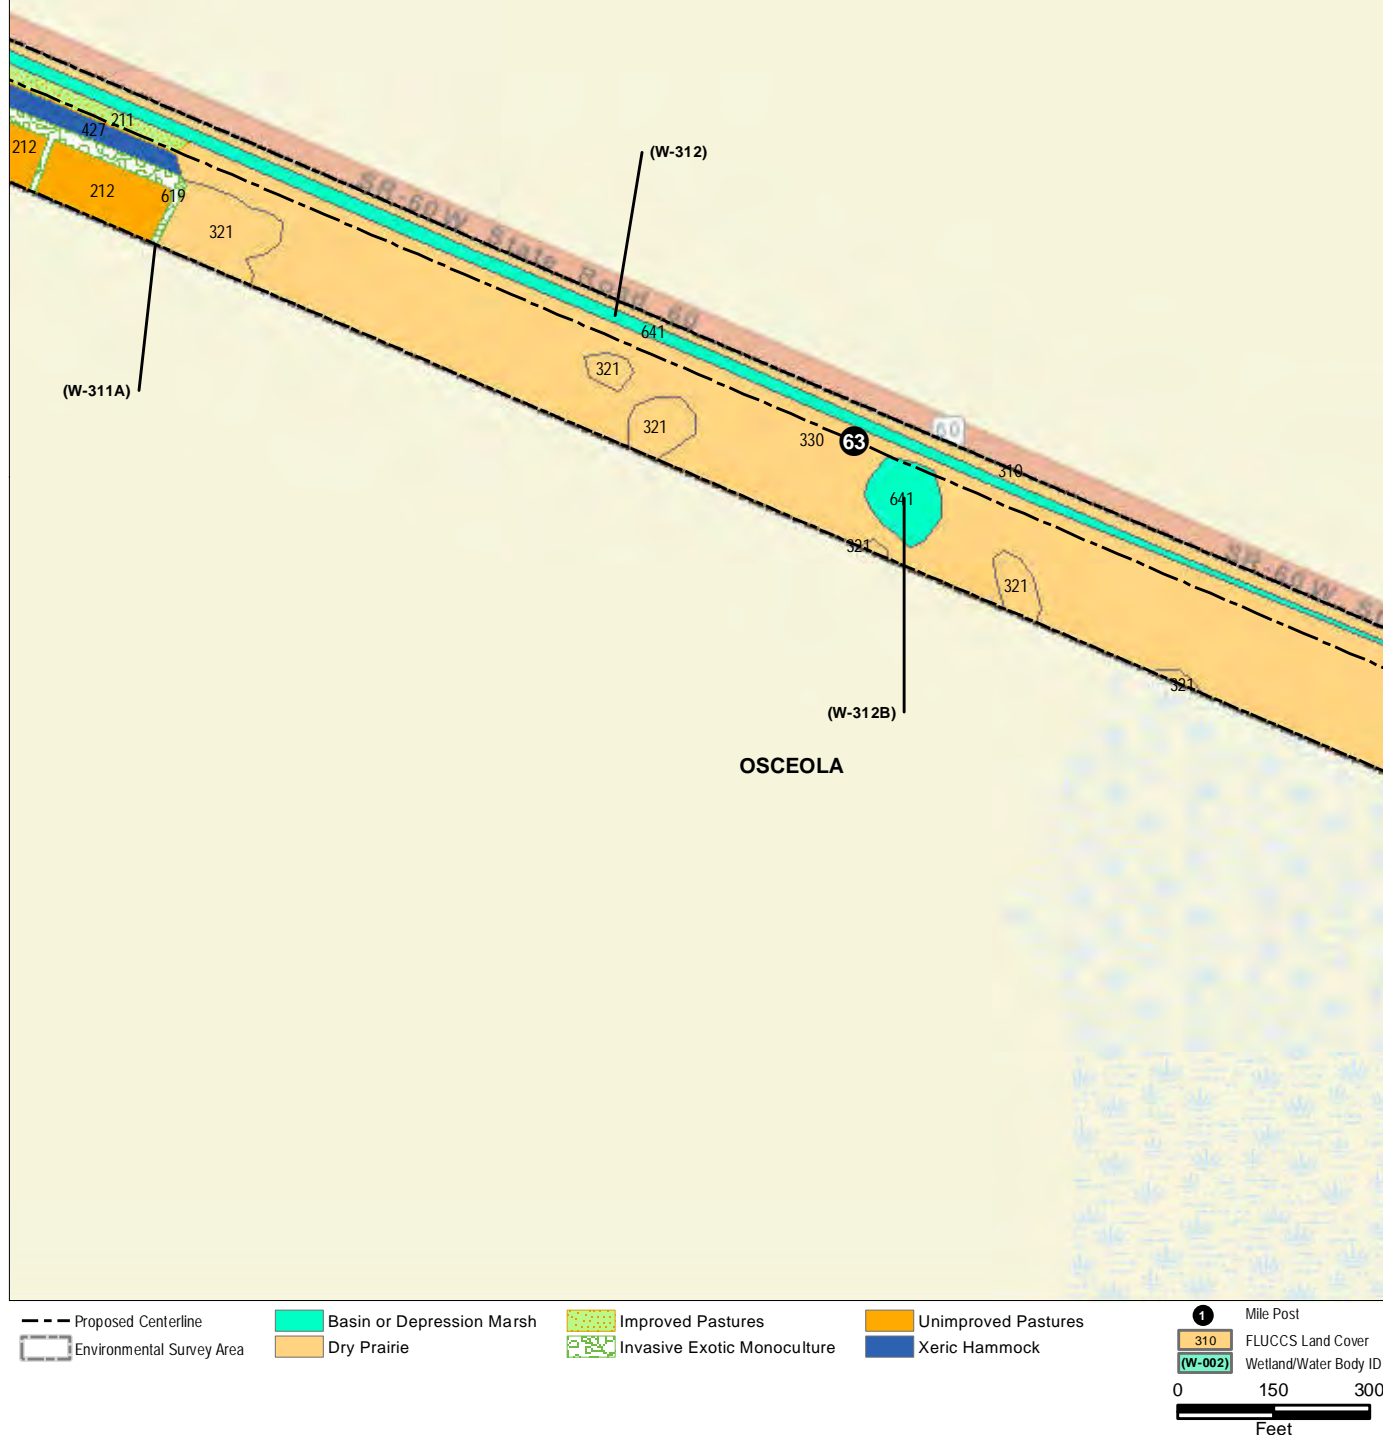 211
427
212
212
619
321
(W-311A)
SR-60W State Road 60
(W-312)
641
321
321
330
63
60
310
641
321
(W-312B)
321
SR-60W
321
OSCEOLA
Proposed Centerline
Environmental Survey Area
Basin or Depression Marsh
Dry Prairie
Improved Pastures
Invasive Exotic Monoculture
Unimproved Pastures
Xeric Hammock
1 Mile Post
310 FLUCCS Land Cover
(W-002) Wetland/Water Body ID
0 150 300
Feet